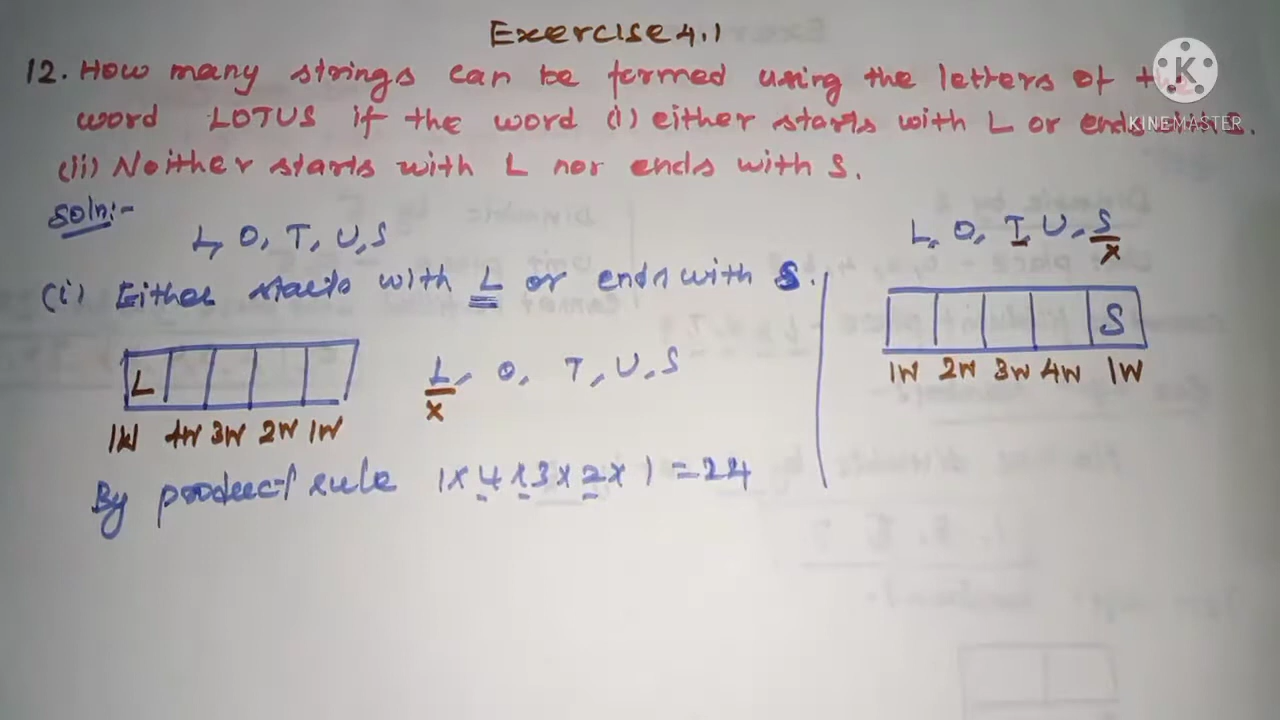 Exercise 4.1
12. How many strings can be formed using the letters of the
word LOTUS if the word (i) either starts with L or ends S.
(ii) Neither starts with L nor ends with S.
Soln:-
L, O, T, U, S
(i) Either starts with L or ends with S.
L
1W 4W 3W 2W 1W
L, O, T, U, S
x
By product rule 1 x 4 x 3 x 2 x 1 = 24
L, O, T, U, S
x
S
1W 2W 3W 4W 1W
K
KINEMASTER